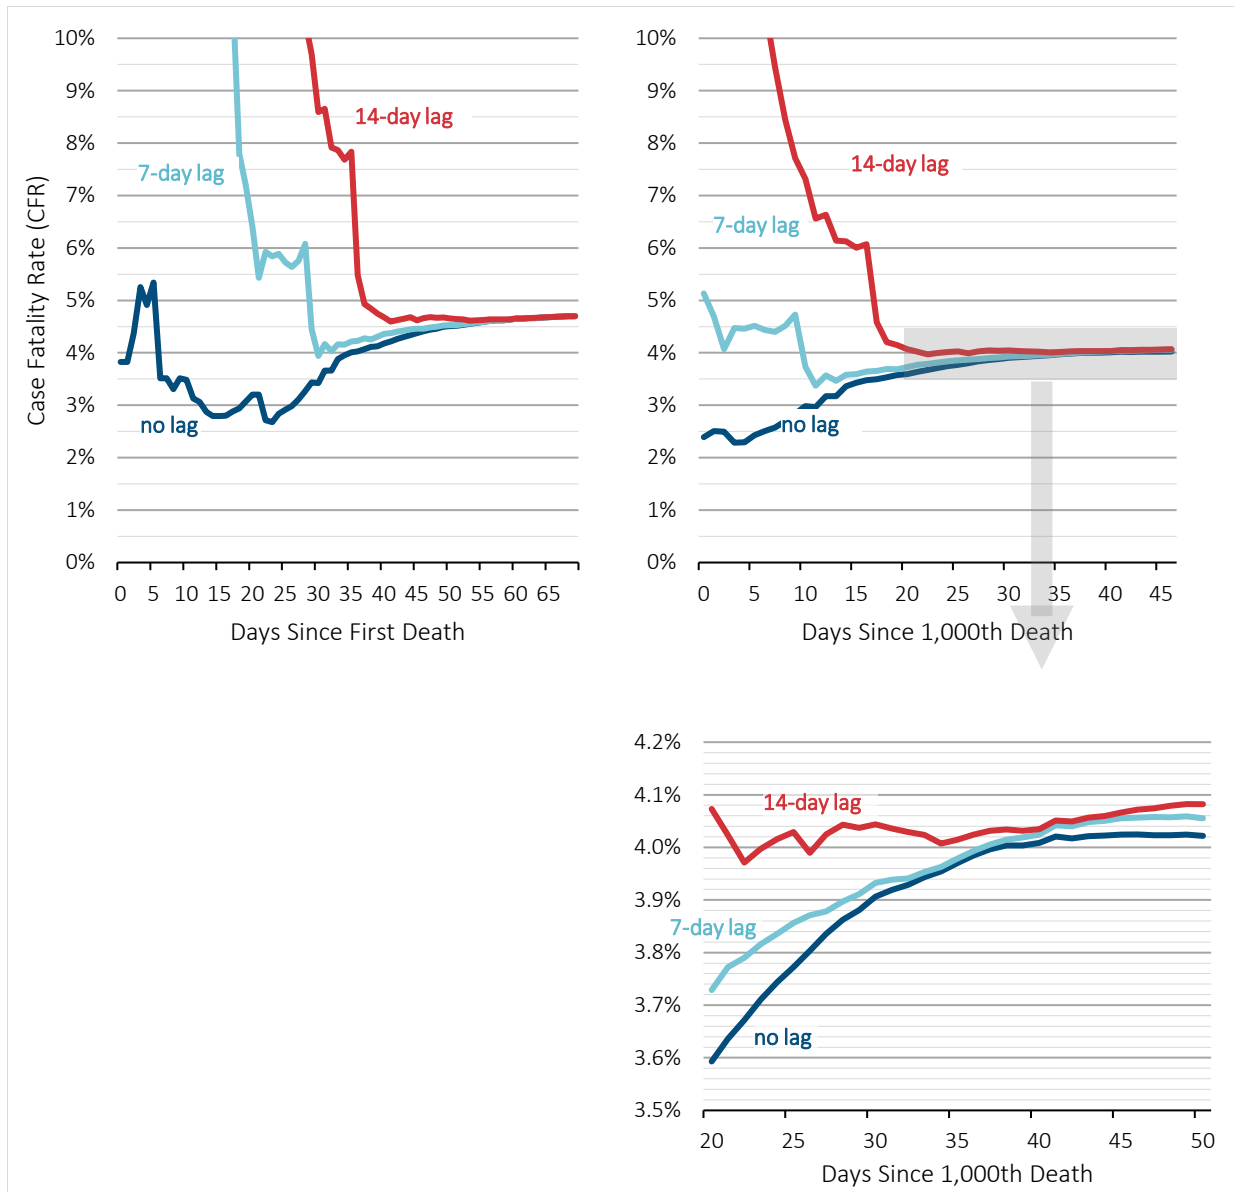 Case Fatality Rate (CFR)
10%
9%
8%
7%
6%
5%
4%
3%
2%
1%
0%
14-day lag
7-day lag
no lag
0 5 10 15 20 25 30 35 40 45 50 55 60 65
Days Since First Death
10%
9%
8%
7%
6%
5%
4%
3%
2%
1%
0%
14-day lag
7-day lag
no lag
0 5 10 15 20 25 30 35 40 45
Days Since 1,000th Death
4.2%
4.1%
4.0%
3.9%
3.8%
3.7%
3.6%
3.5%
14-day lag
7-day lag
no lag
20 25 30 35 40 45 50
Days Since 1,000th Death